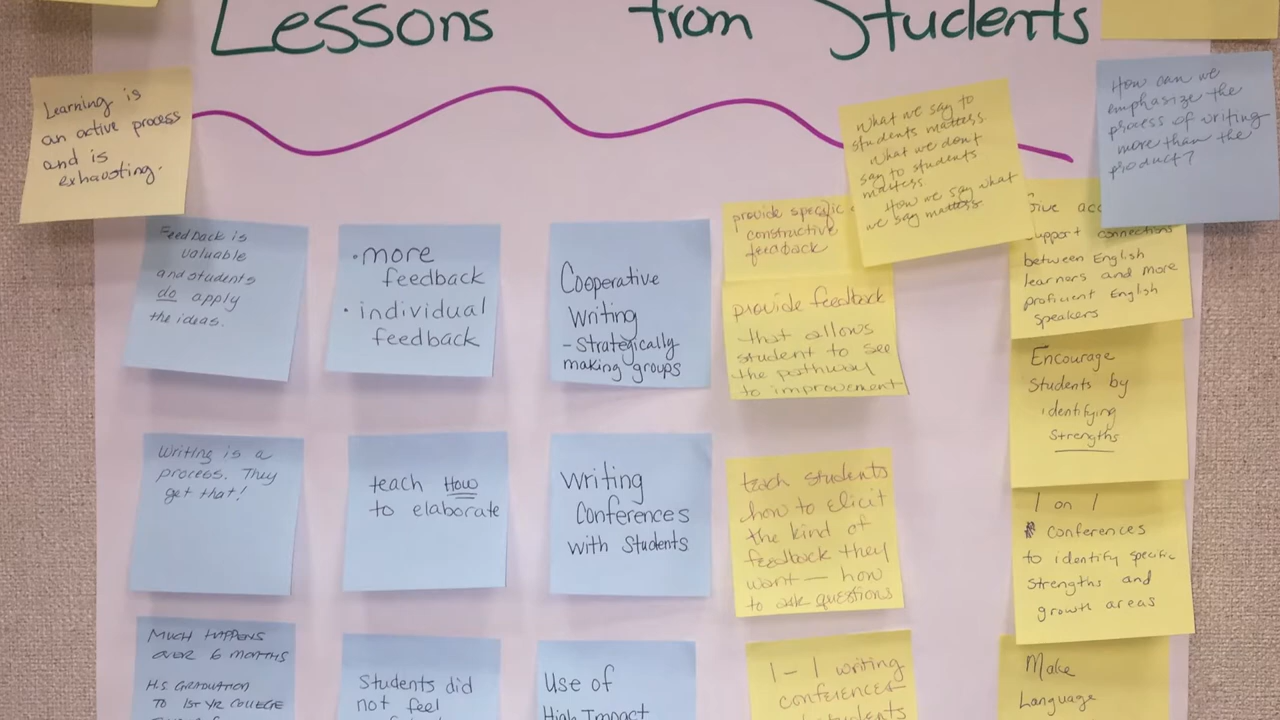 Lessons from Students
Learning is
an active process
and is
exhausting.
What we say to
students matters.
What we don't
say to students
matters.
How we say what
we say matters.
How can we
emphasize the
process of writing
more than the
product?
Feedback is
valuable
and students
do apply
the ideas.
• more
feedback
• individual
feedback
Cooperative
Writing
- Strategically
making groups
provide specific
constructive
feedback
provide feedback
that allows
student to see
the pathway
to improvement
support connections
between English
learners and more
proficient English
speakers
Encourage
Students by
identifying
Strengths
Writing is a
process. They
get that!
teach How
to elaborate
Writing
Conferences
with Students
teach students
how to elicit
the kind of
feedback they
want — how
to ask questions
1 on 1
Conferences
to identify specific
strengths and
growth areas
MUCH HAPPENS
OVER 6 MONTHS
H.S. GRADUATION
TO 1ST YR COLLEGE
Students did
not feel
Use of
High Impact
1-1 writing
conferences
students
Make
Language